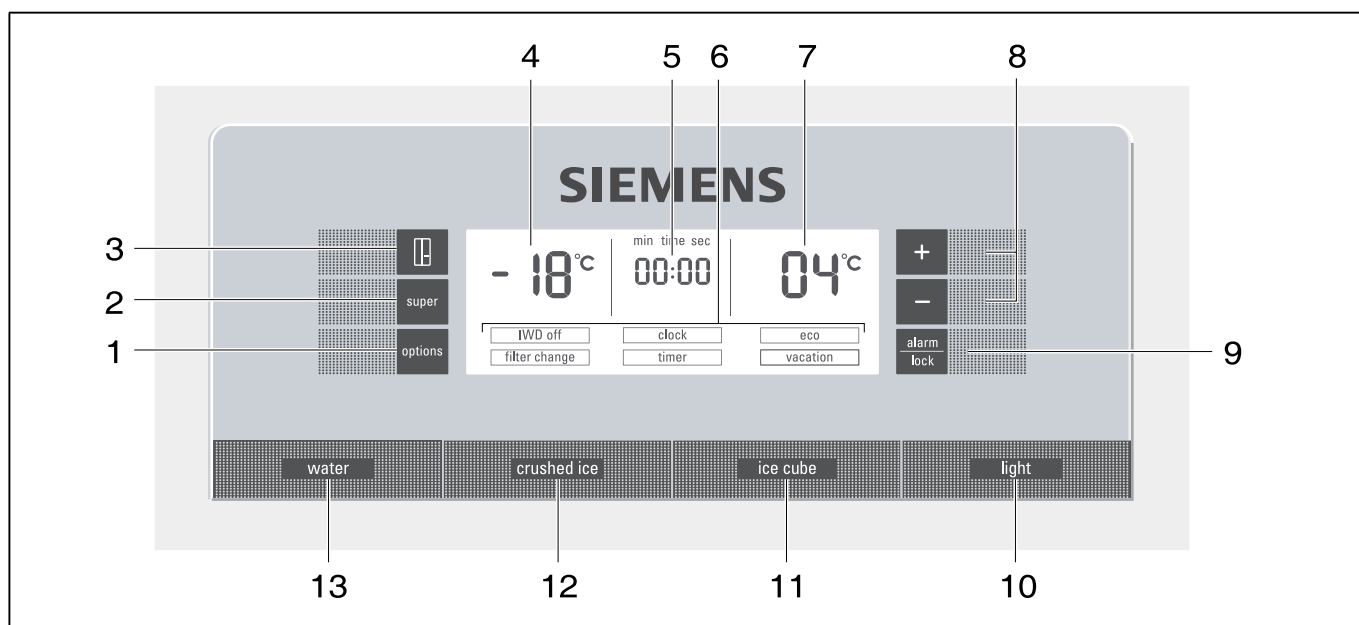 4 5 6 7 8
SIEMENS
3 min time sec +
-18°C 00:00 04°C
2 super −
IWD off clock eco
1 options filter change timer vacation alarm lock 9
water crushed ice ice cube light
13 12 11 10